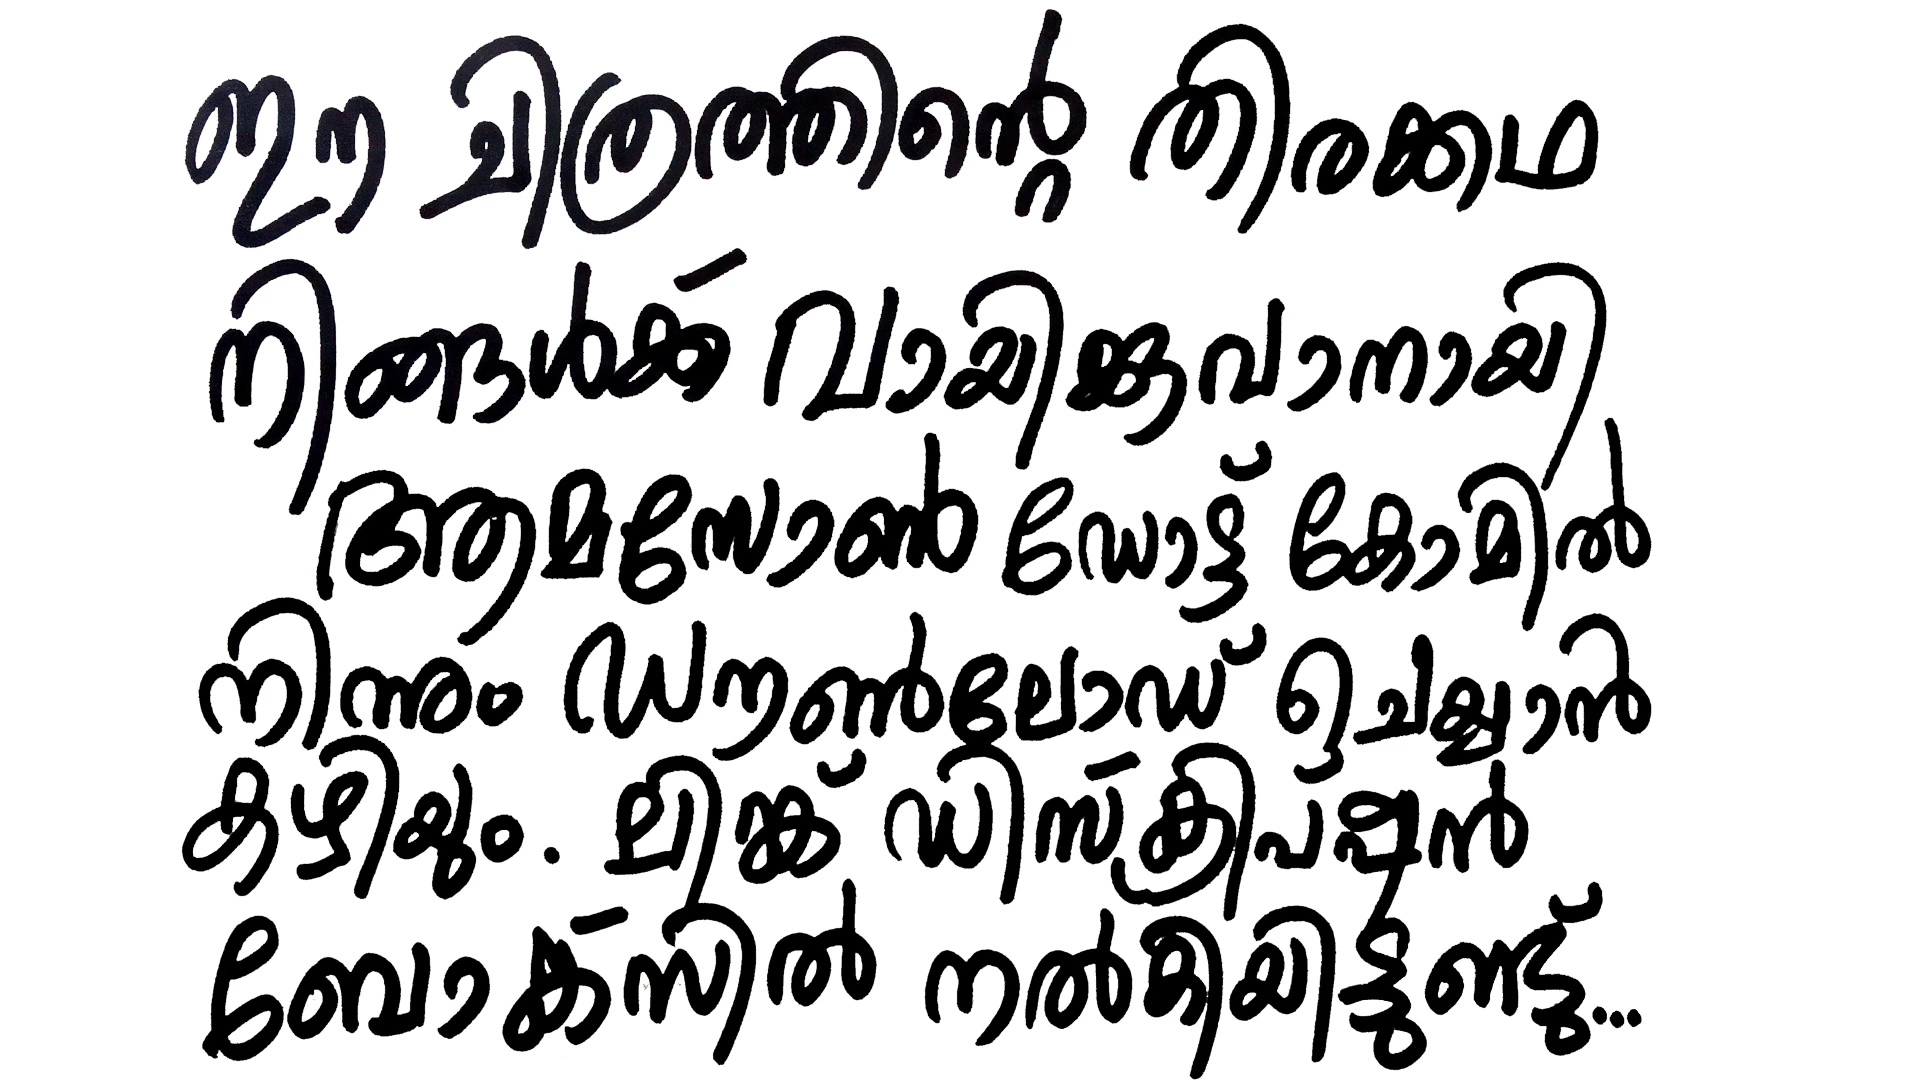 ഈ ചിത്രത്തിന്റെ തിരക്കഥ
നിങ്ങൾക്ക് വായിക്കുവാനായി
ആമസോൺ ഡോട്ട് കോമിൽ
നിന്നും ഡൗൺലോഡ് ചെയ്യാൻ
കഴിയും. ലിങ്ക് ഡിസ്ക്രിപ്ഷൻ
ബോക്സിൽ നൽകിയിട്ടുണ്ട്...